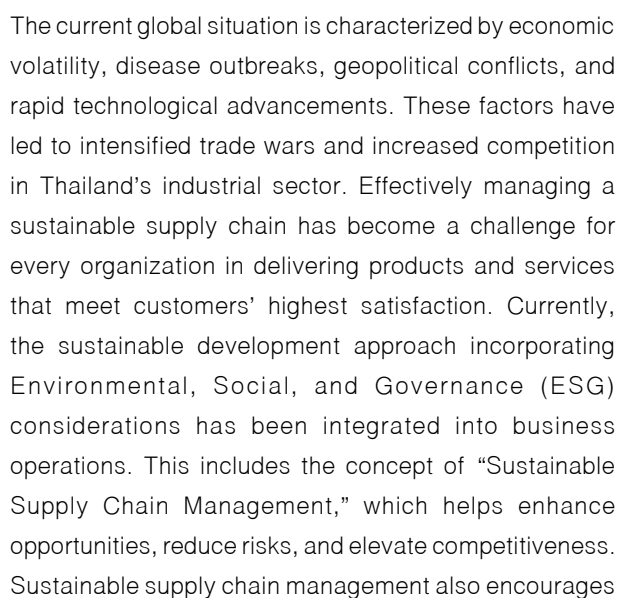 The current global situation is characterized by economic
volatility, disease outbreaks, geopolitical conflicts, and
rapid technological advancements. These factors have
led to intensified trade wars and increased competition
in Thailand's industrial sector. Effectively managing a
sustainable supply chain has become a challenge for
every organization in delivering products and services
that meet customers' highest satisfaction. Currently,
the sustainable development approach incorporating
Environmental, Social, and Governance (ESG)
considerations has been integrated into business
operations. This includes the concept of “Sustainable
Supply Chain Management,” which helps enhance
opportunities, reduce risks, and elevate competitiveness.
Sustainable supply chain management also encourages